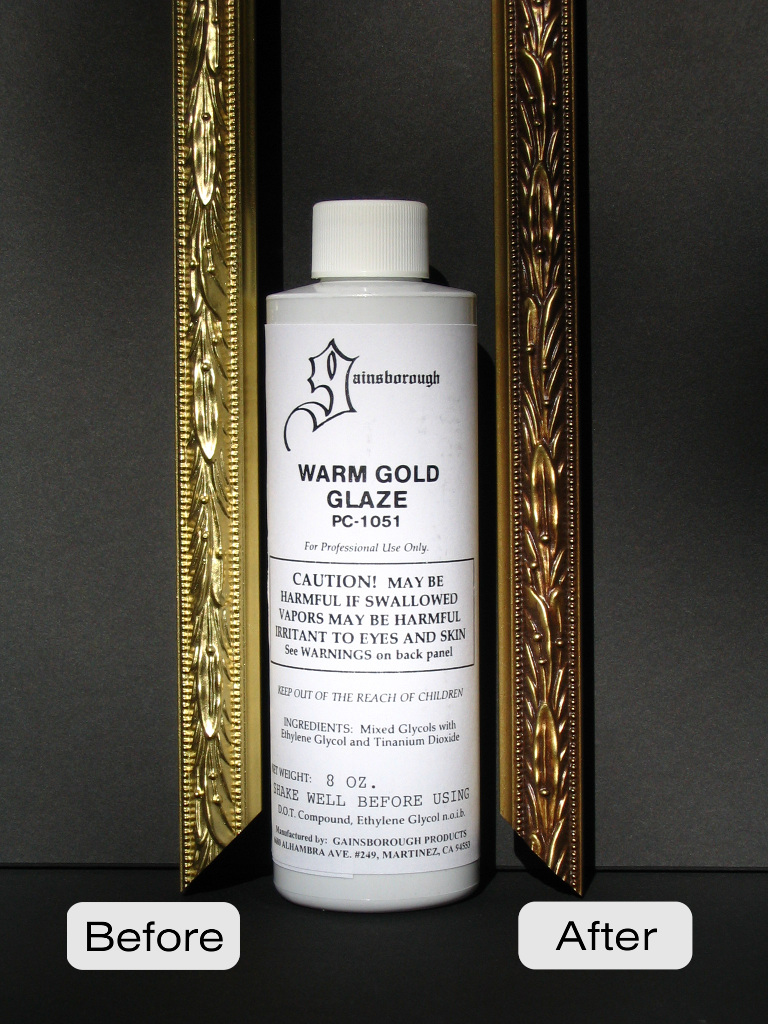 Gainsborough
WARM GOLD
GLAZE
PC-1051
For Professional Use Only.
CAUTION! MAY BE
HARMFUL IF SWALLOWED
VAPORS MAY BE HARMFUL
IRRITANT TO EYES AND SKIN
See WARNINGS on back panel
KEEP OUT OF THE REACH OF CHILDREN
INGREDIENTS: Mixed Glycols with
Ethylene Glycol and Tinanium Dioxide
WEIGHT: 8 OZ.
SHAKE WELL BEFORE USING
D.O.T. Compound, Ethylene Glycol n.o.i.b.
Manufactured by: GAINSBOROUGH PRODUCTS
ALHAMBRA AVE. #249, MARTINEZ, CA 94553
Before
After